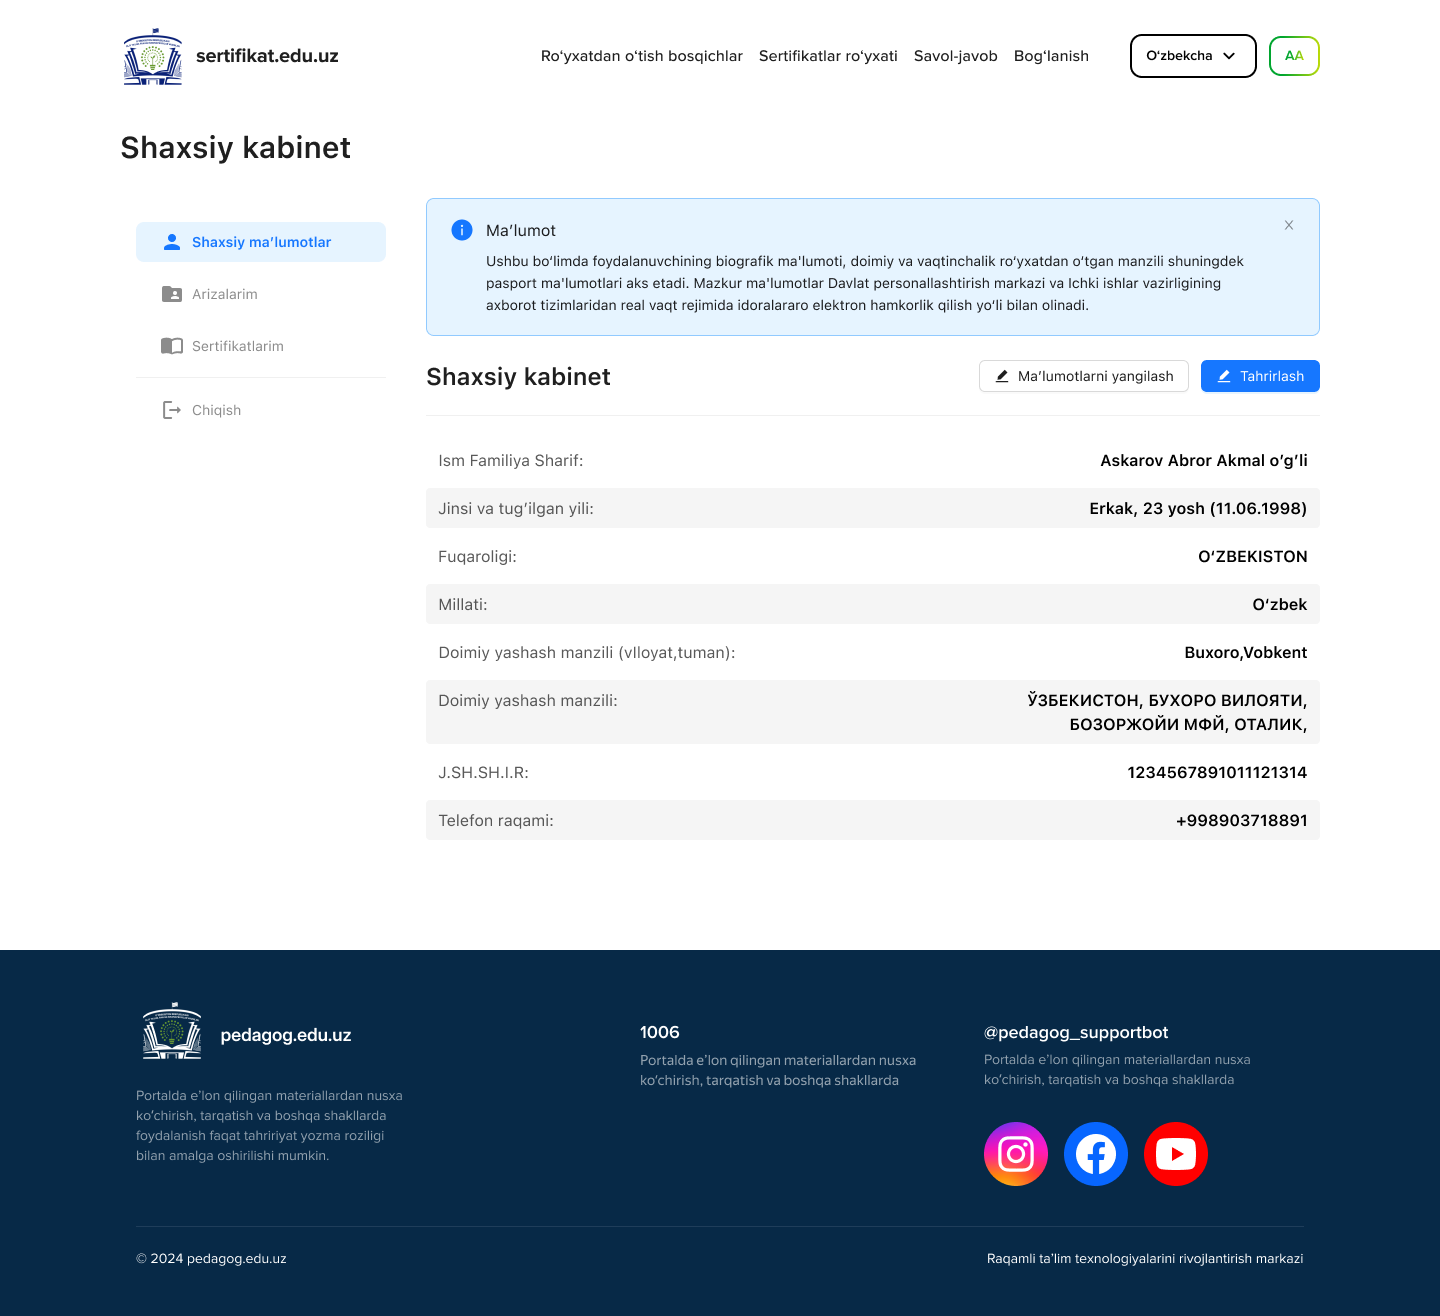 sertifikat.edu.uz
Ro‘yxatdan o‘tish bosqichlar Sertifikatlar ro‘yxati Savol-javob Bog‘lanish O‘zbekcha AA
Shaxsiy kabinet
Shaxsiy ma’lumotlar
Arizalarim
Sertifikatlarim
Chiqish
Ma’lumot
Ushbu bo‘limda foydalanuvchining biografik ma'lumoti, doimiy va vaqtinchalik ro‘yxatdan o‘tgan manzili shuningdek
pasport ma'lumotlari aks etadi. Mazkur ma'lumotlar Davlat personallashtirish markazi va Ichki ishlar vazirligining
axborot tizimlaridan real vaqt rejimida idoralararo elektron hamkorlik qilish yo‘li bilan olinadi.
Shaxsiy kabinet
Ma’lumotlarni yangilash
Tahrirlash
Ism Familiya Sharif: Askarov Abror Akmal o’g’li
Jinsi va tug’ilgan yili: Erkak, 23 yosh (11.06.1998)
Fuqaroligi: O‘ZBEKISTON
Millati: O‘zbek
Doimiy yashash manzili (vIloyat,tuman): Buxoro,Vobkent
Doimiy yashash manzili: ЎЗБЕКИСТОН, БУХОРО ВИЛОЯТИ,
БОЗОРЖОЙИ МФЙ, ОТАЛИК,
J.SH.SH.I.R: 1234567891011121314
Telefon raqami: +998903718891
pedagog.edu.uz
Portalda e’lon qilingan materiallardan nusxa
ko‘chirish, tarqatish va boshqa shakllarda
foydalanish faqat tahririyat yozma roziligi
bilan amalga oshirilishi mumkin.
1006
Portalda e’lon qilingan materiallardan nusxa
ko‘chirish, tarqatish va boshqa shakllarda
@pedagog_supportbot
Portalda e’lon qilingan materiallardan nusxa
ko‘chirish, tarqatish va boshqa shakllarda
© 2024 pedagog.edu.uz
Raqamli ta’lim texnologiyalarini rivojlantirish markazi